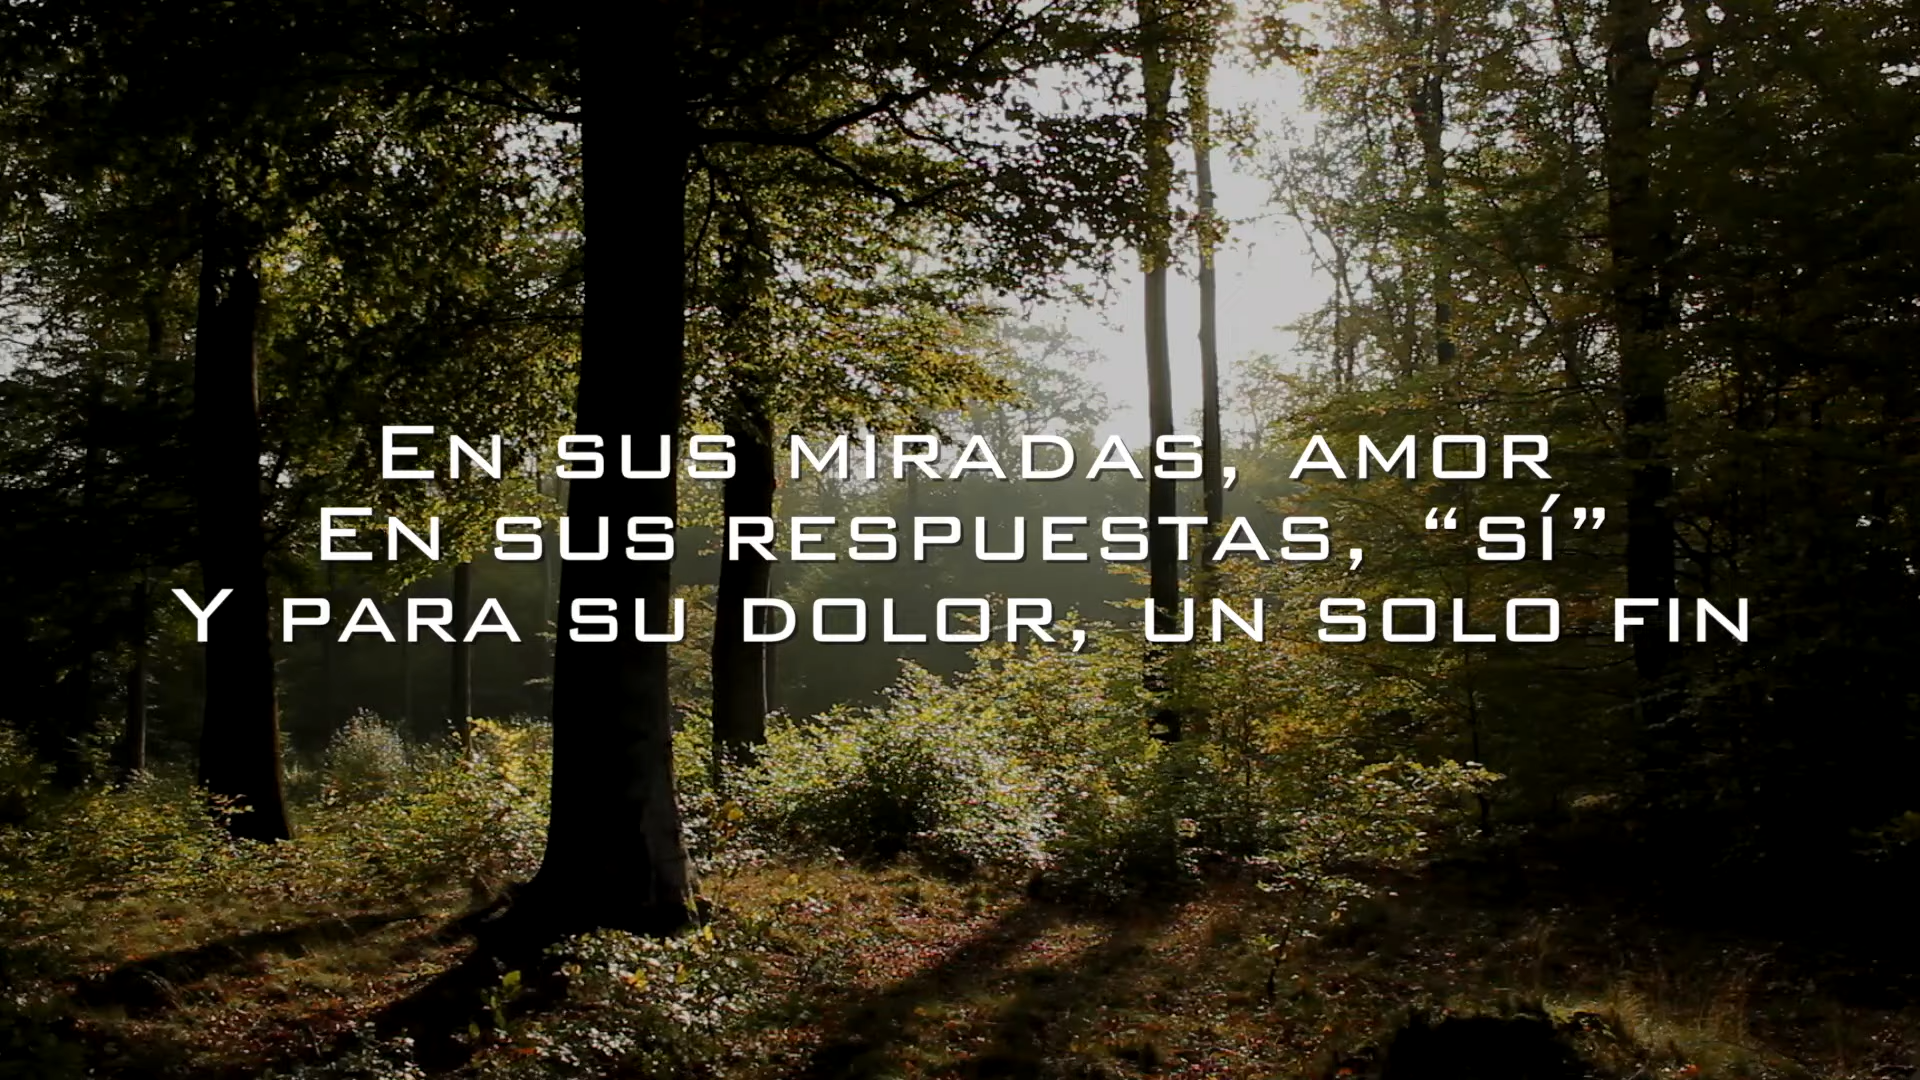 En sus miradas, amor
En sus respuestas, “sí”
Y para su dolor, un solo fin